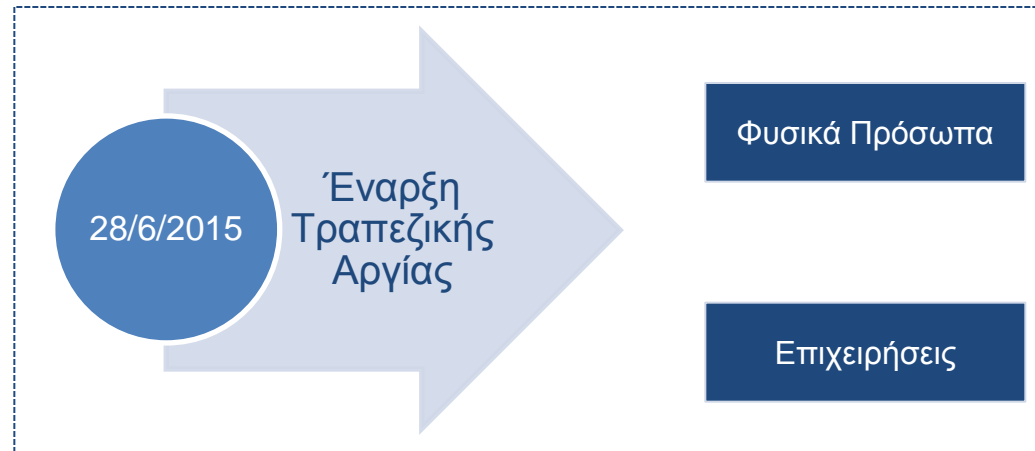 28/6/2015
Έναρξη
Τραπεζικής
Αργίας
Φυσικά Πρόσωπα
Επιχειρήσεις